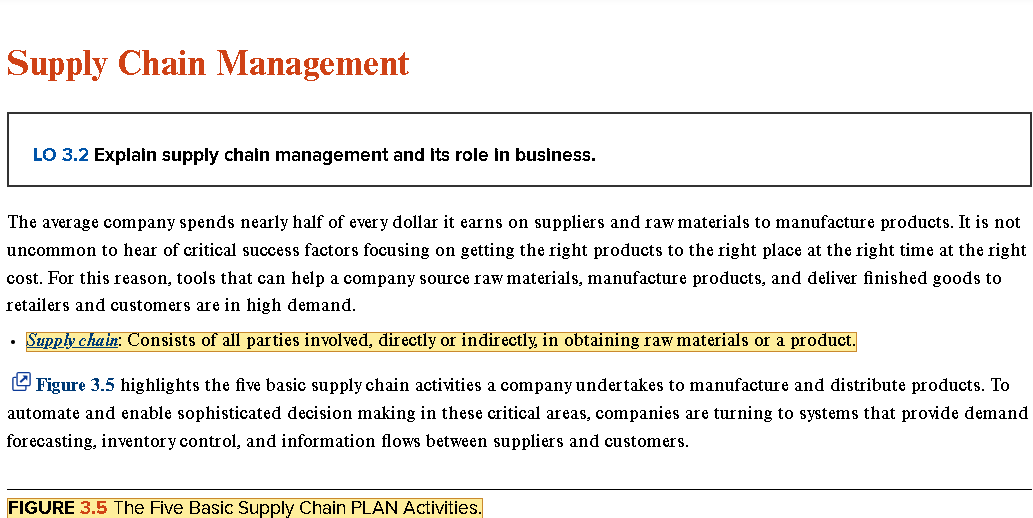 Supply Chain Management
LO 3.2 Explain supply chain management and its role in business.
The average company spends nearly half of every dollar it earns on suppliers and raw materials to manufacture products. It is not
uncommon to hear of critical success factors focusing on getting the right products to the right place at the right time at the right
cost. For this reason, tools that can help a company source raw materials, manufacture products, and deliver finished goods to
retailers and customers are in high demand.
• Supply chain: Consists of all parties involved, directly or indirectly, in obtaining raw materials or a product.
Figure 3.5 highlights the five basic supply chain activities a company undertakes to manufacture and distribute products. To
automate and enable sophisticated decision making in these critical areas, companies are turning to systems that provide demand
forecasting, inventory control, and information flows between suppliers and customers.
FIGURE 3.5 The Five Basic Supply Chain PLAN Activities.